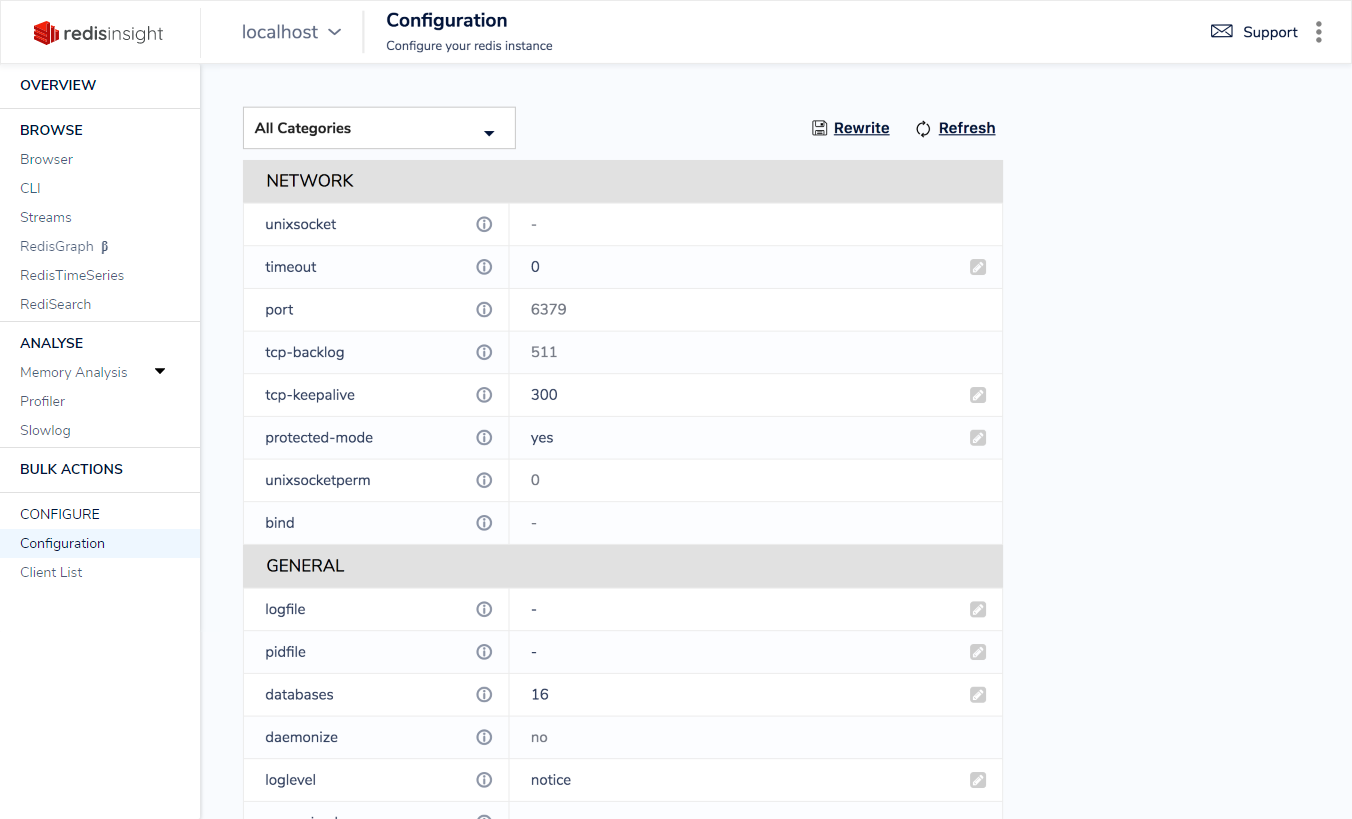 redisinsight
localhost
Configuration
Configure your redis instance
Support
OVERVIEW
BROWSE
Browser
CLI
Streams
RedisGraph β
RedisTimeSeries
RediSearch
ANALYSE
Memory Analysis
Profiler
Slowlog
BULK ACTIONS
CONFIGURE
Configuration
Client List
All Categories
Rewrite
Refresh
NETWORK
unixsocket -
timeout 0
port 6379
tcp-backlog 511
tcp-keepalive 300
protected-mode yes
unixsocketperm 0
bind -
GENERAL
logfile -
pidfile -
databases 16
daemonize no
loglevel notice